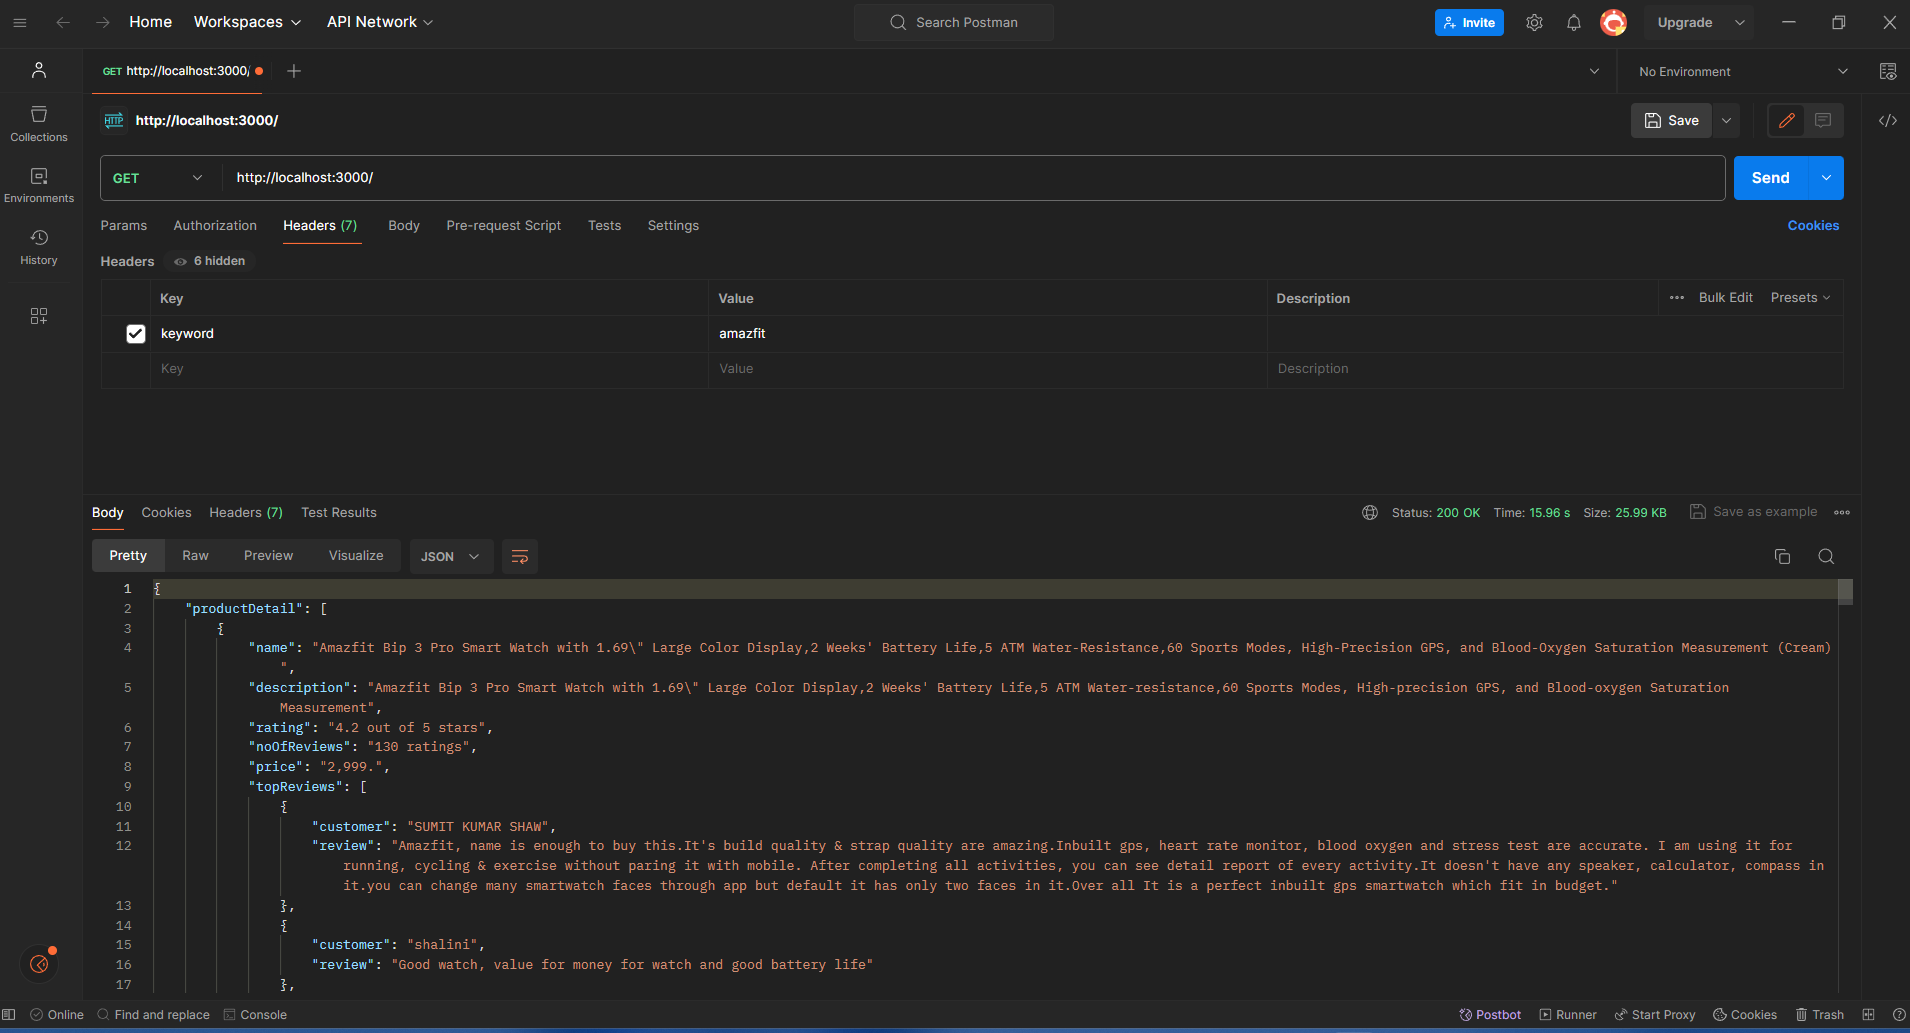 Home Workspaces API Network Search Postman Invite Upgrade
GET http://localhost:3000/ No Environment
HTTP http://localhost:3000/ Save
Collections
GET http://localhost:3000/ Send
Environments
Params Authorization Headers (7) Body Pre-request Script Tests Settings Cookies
History
Headers 6 hidden
Key Value Description Bulk Edit Presets
keyword amazfit
Key Value Description
Body Cookies Headers (7) Test Results Status: 200 OK Time: 15.96 s Size: 25.99 KB Save as example
Pretty Raw Preview Visualize JSON
1 {
2 "productDetail": [
3 {
4 "name": "Amazfit Bip 3 Pro Smart Watch with 1.69\" Large Color Display,2 Weeks' Battery Life,5 ATM Water-Resistance,60 Sports Modes, High-Precision GPS, and Blood-Oxygen Saturation Measurement (Cream)
",
5 "description": "Amazfit Bip 3 Pro Smart Watch with 1.69\" Large Color Display,2 Weeks' Battery Life,5 ATM Water-resistance,60 Sports Modes, High-precision GPS, and Blood-oxygen Saturation
Measurement",
6 "rating": "4.2 out of 5 stars",
7 "noOfReviews": "130 ratings",
8 "price": "2,999.",
9 "topReviews": [
10 {
11 "customer": "SUMIT KUMAR SHAW",
12 "review": "Amazfit, name is enough to buy this.It's build quality & strap quality are amazing.Inbuilt gps, heart rate monitor, blood oxygen and stress test are accurate. I am using it for
running, cycling & exercise without paring it with mobile. After completing all activities, you can see detail report of every activity.It doesn't have any speaker, calculator, compass in
it.you can change many smartwatch faces through app but default it has only two faces in it.Over all It is a perfect inbuilt gps smartwatch which fit in budget."
13 },
14 {
15 "customer": "shalini",
16 "review": "Good watch, value for money for watch and good battery life"
17 },
Online Find and replace Console Postbot Runner Start Proxy Cookies Trash